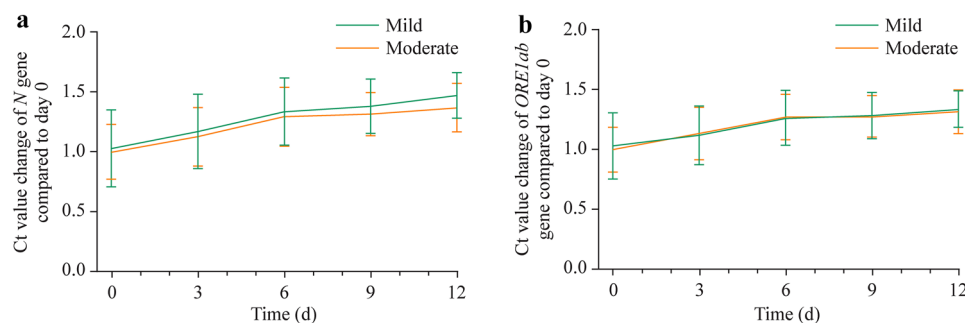 a
Mild
Moderate
Ct value change of N gene
compared to day 0
2.0
1.5
1.0
0.5
0.0
0 3 6 9 12
Time (d)
b
Mild
Moderate
Ct value change of ORE1ab
gene compared to day 0
2.0
1.5
1.0
0.5
0.0
0 3 6 9 12
Time (d)